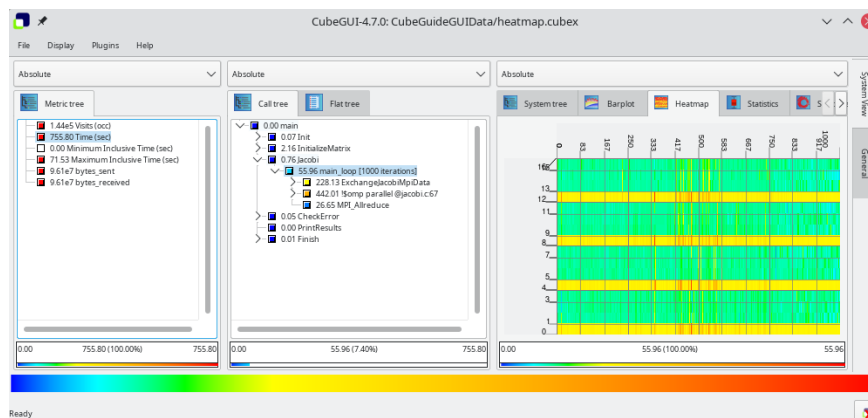 CubeGUI-4.7.0: CubeGuideGUIData/heatmap.cubex
File Display Plugins Help
Absolute
Absolute
Absolute
Metric tree
Call tree
Flat tree
System tree
Barplot
Heatmap
Statistics
S
System View
General
1.44e5 Visits (occ)
755.80 Time (sec)
0.00 Minimum Inclusive Time (sec)
71.53 Maximum Inclusive Time (sec)
9.61e7 bytes_sent
9.61e7 bytes_received
0.00 main
0.07 Init
2.16 InitializeMatrix
0.76 Jacobi
55.96 main_loop [1000 iterations]
228.13 ExchangeJacobiMpiData
442.01 !$omp parallel @jacobi.c:67
26.65 MPI_Allreduce
0.05 CheckError
0.00 PrintResults
0.01 Finish
0 83 167 250 333 417 500 583 667 750 833 917 1000
13
12
11
9
8
7
5
4
3
1
0
0.00 755.80 (100.00%) 755.80
0.00 55.96 (7.40%) 755.80
0.00 55.96 (100.00%) 55.96
Ready